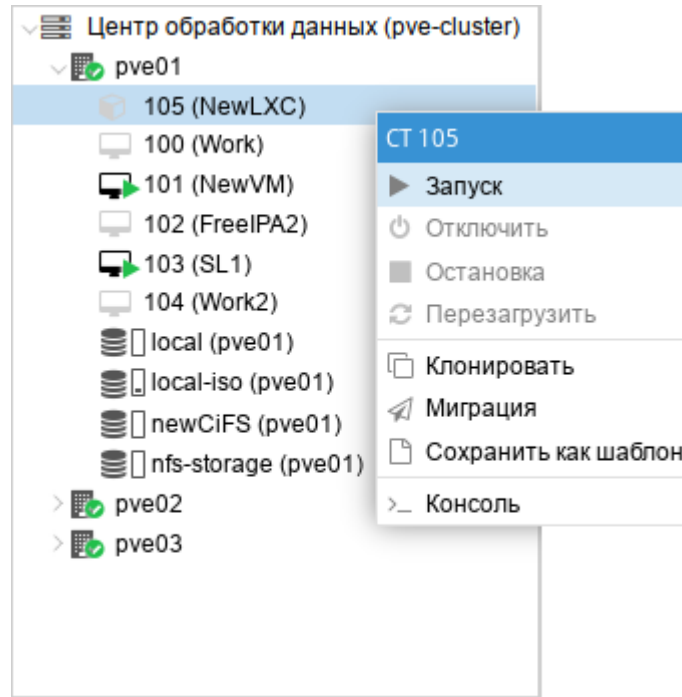 Центр обработки данных (pve-cluster)
pve01
105 (NewLXC)
100 (Work)
101 (NewVM)
102 (FreeIPA2)
103 (SL1)
104 (Work2)
local (pve01)
local-iso (pve01)
newCiFS (pve01)
nfs-storage (pve01)
pve02
pve03
CT 105
Запуск
Отключить
Остановка
Перезагрузить
Клонировать
Миграция
Сохранить как шаблон
Консоль